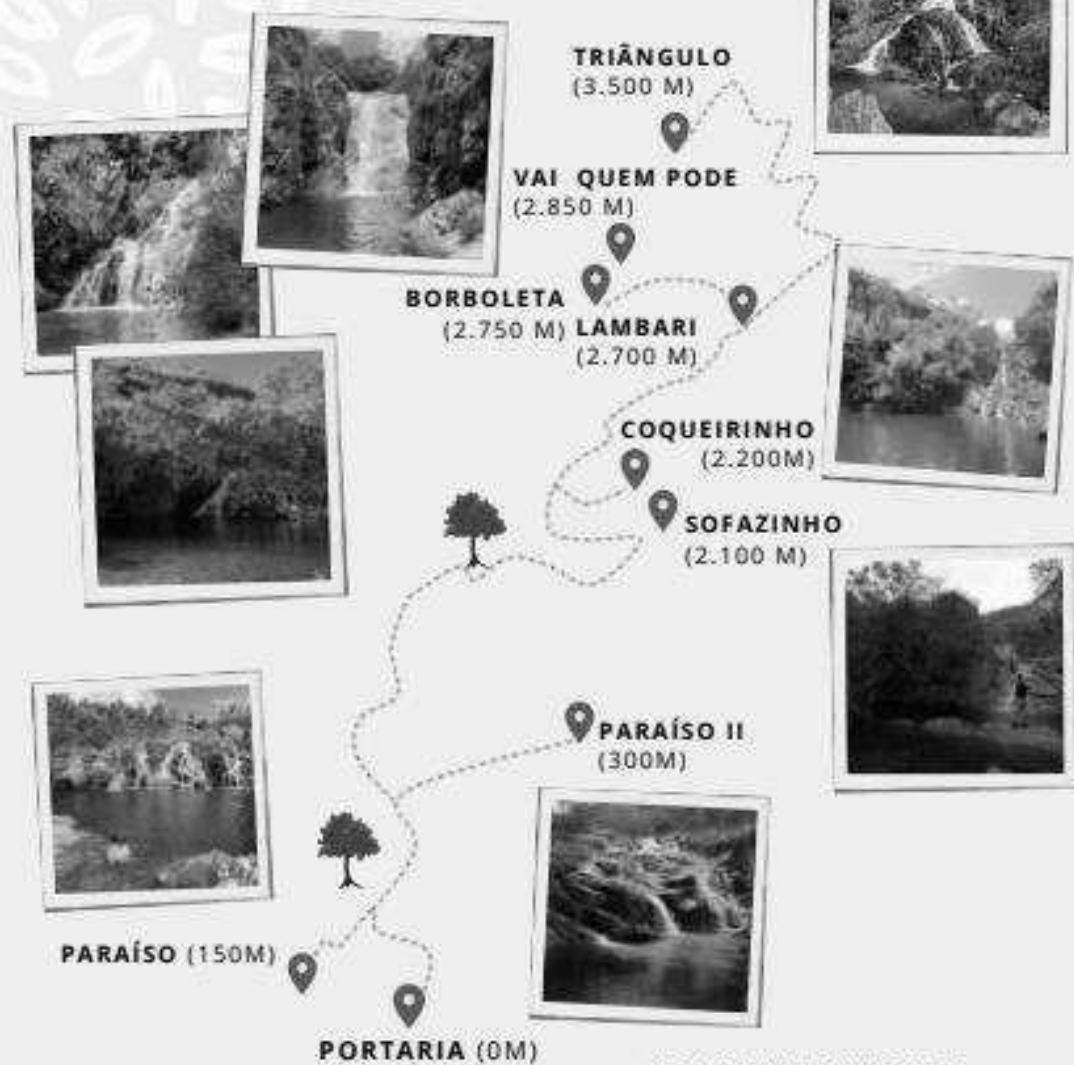 TRIÂNGULO
(3.500 M)
VAI QUEM PODE
(2.850 M)
BORBOLETA
(2.750 M)
LAMBARI
(2.700 M)
COQUEIRINHO
(2.200M)
SOFAZINHO
(2.100 M)
PARAÍSO II
(300M)
PARAÍSO (150M)
PORTARIA (0M)